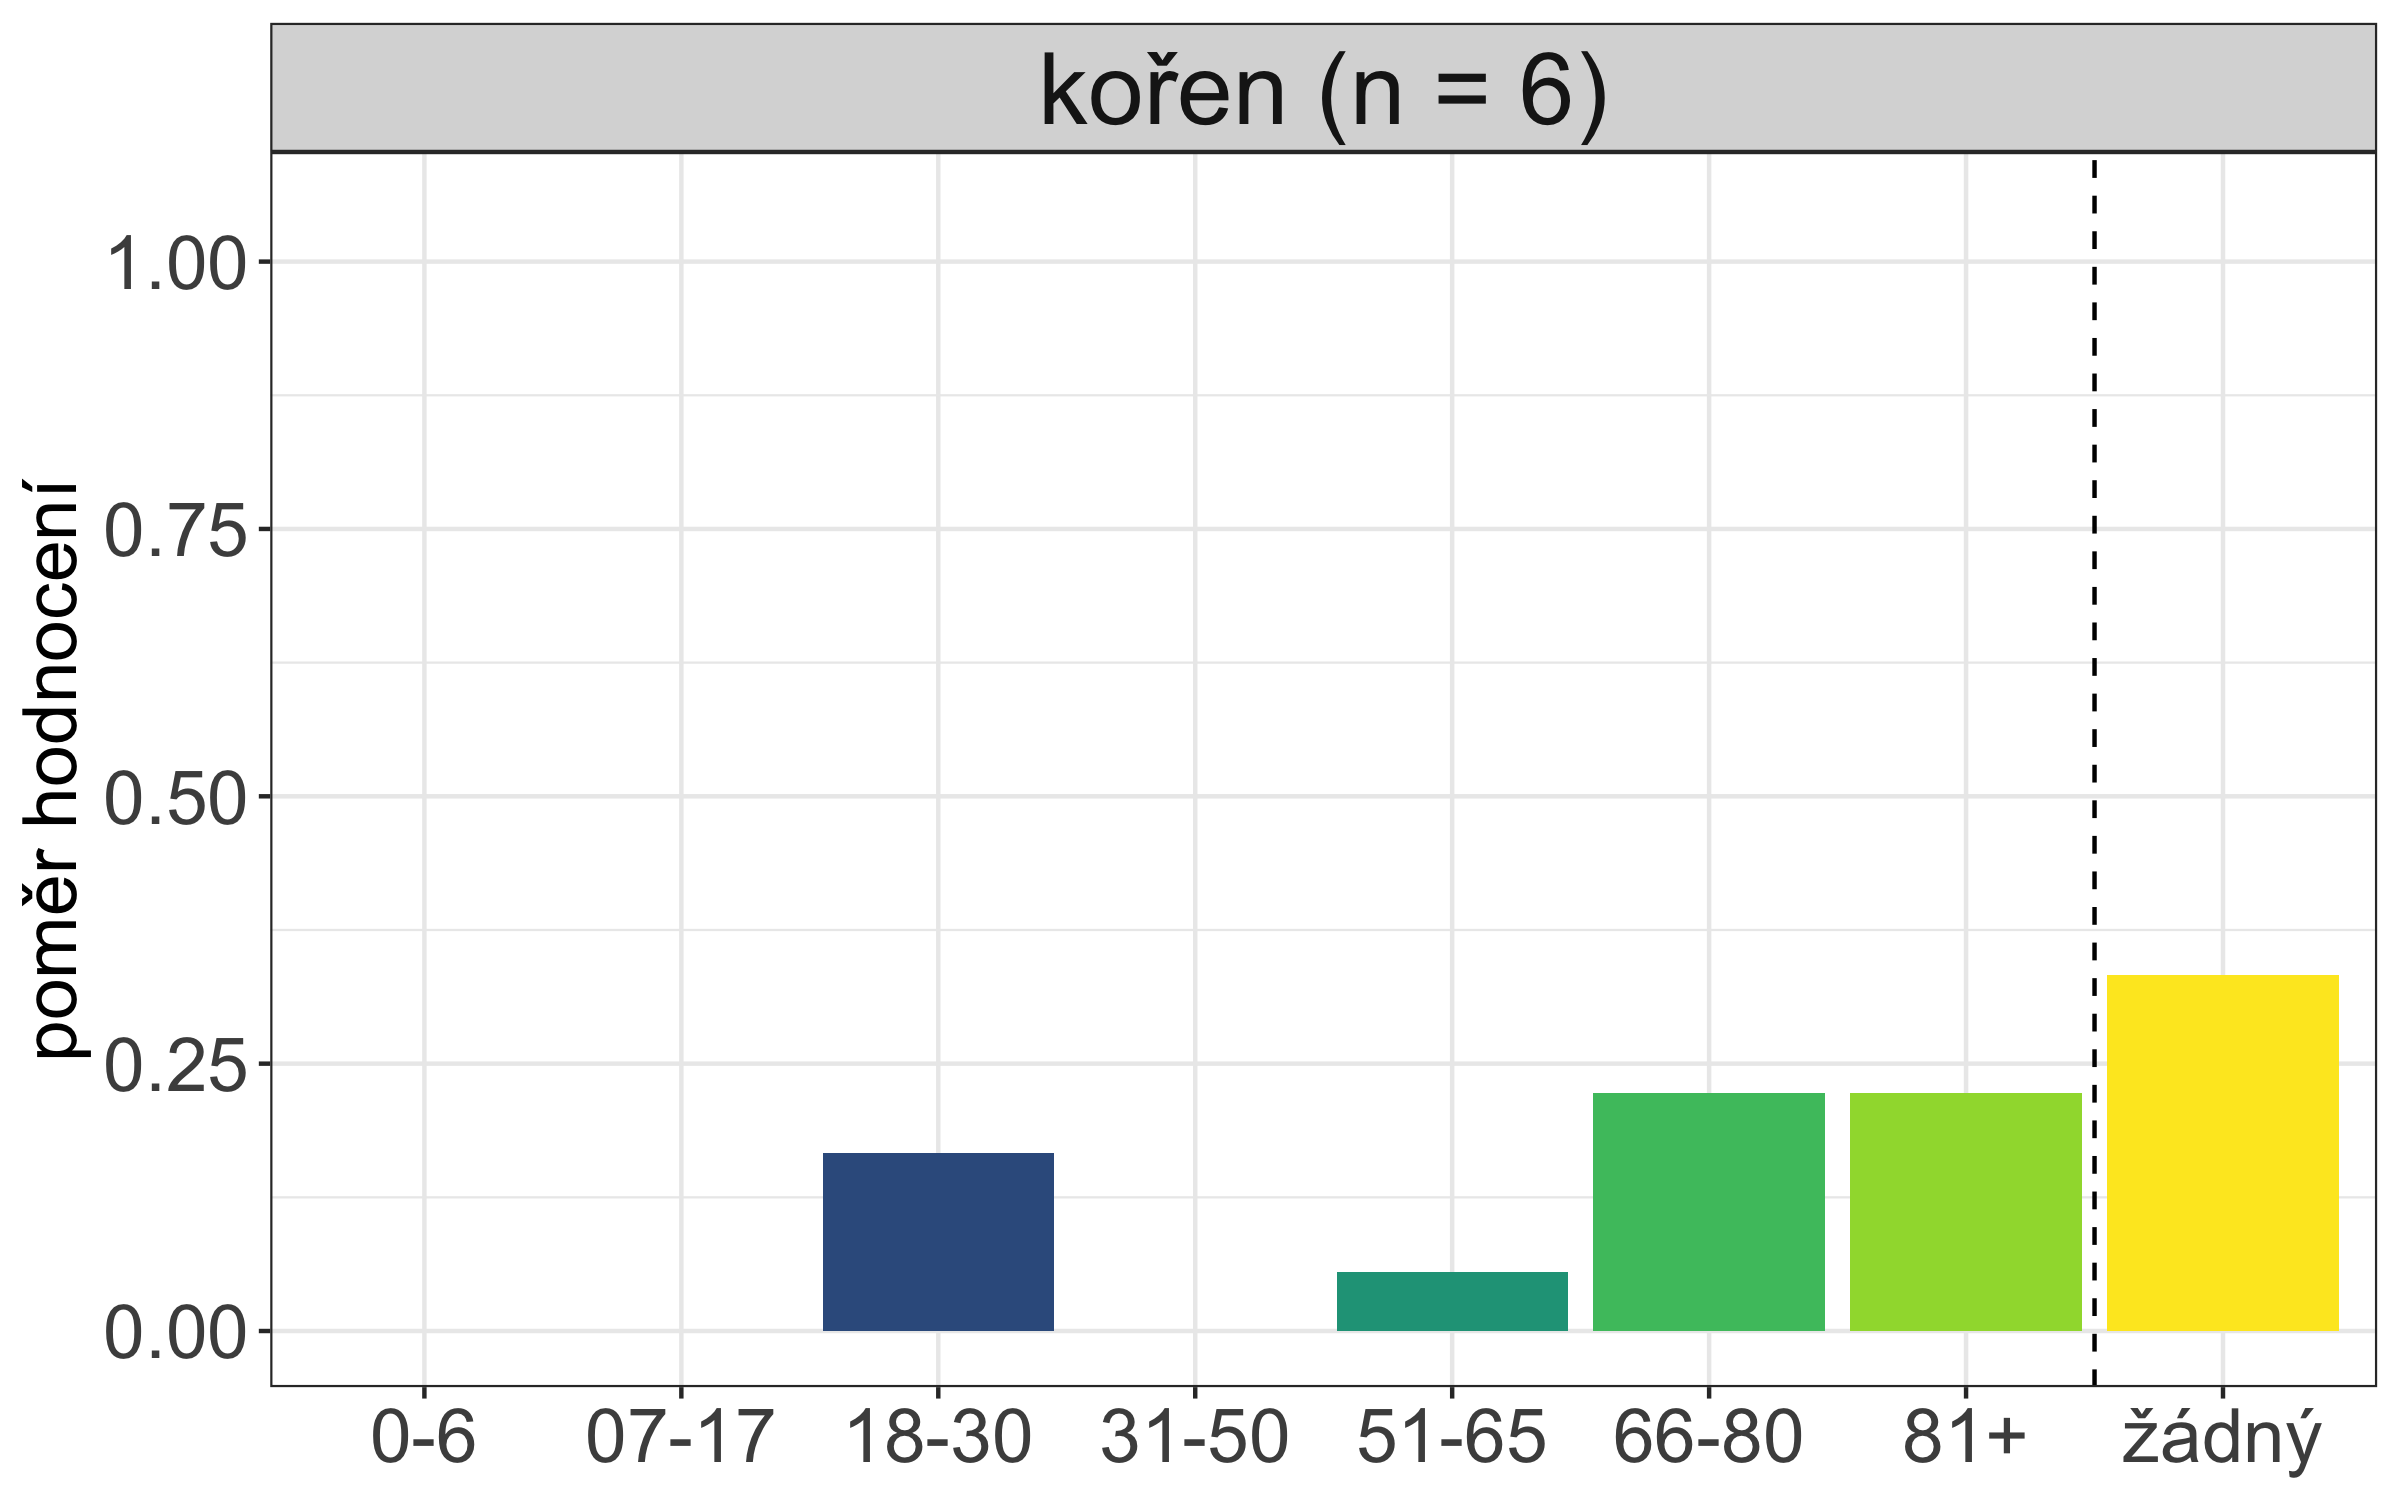 kořen (n = 6)
poměr hodnocení
1.00
0.75
0.50
0.25
0.00
0-6 07-17 18-30 31-50 51-65 66-80 81+ žádný